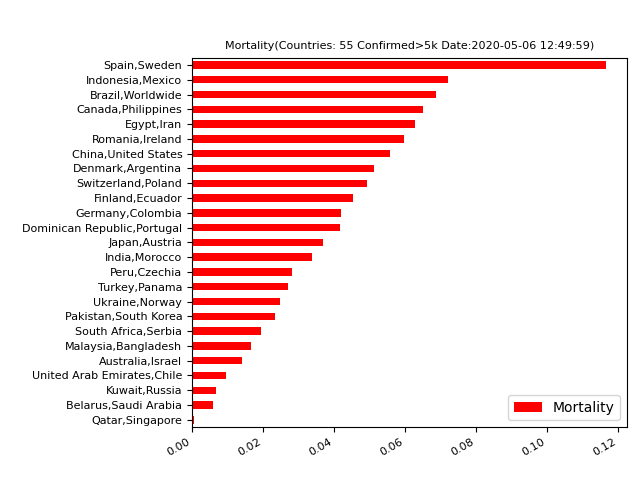 Mortality(Countries: 55 Confirmed>5k Date:2020-05-06 12:49:59)
Spain,Sweden
Indonesia,Mexico
Brazil,Worldwide
Canada,Philippines
Egypt,Iran
Romania,Ireland
China,United States
Denmark,Argentina
Switzerland,Poland
Finland,Ecuador
Germany,Colombia
Dominican Republic,Portugal
Japan,Austria
India,Morocco
Peru,Czechia
Turkey,Panama
Ukraine,Norway
Pakistan,South Korea
South Africa,Serbia
Malaysia,Bangladesh
Australia,Israel
United Arab Emirates,Chile
Kuwait,Russia
Belarus,Saudi Arabia
Qatar,Singapore
Mortality
0.00 0.02 0.04 0.06 0.08 0.10 0.12